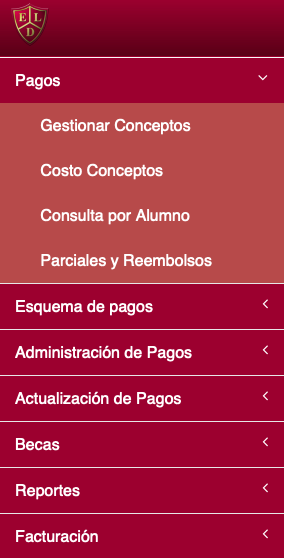 E L
D
Pagos
Gestionar Conceptos
Costo Conceptos
Consulta por Alumno
Parciales y Reembolsos
Esquema de pagos
Administración de Pagos
Actualización de Pagos
Becas
Reportes
Facturación